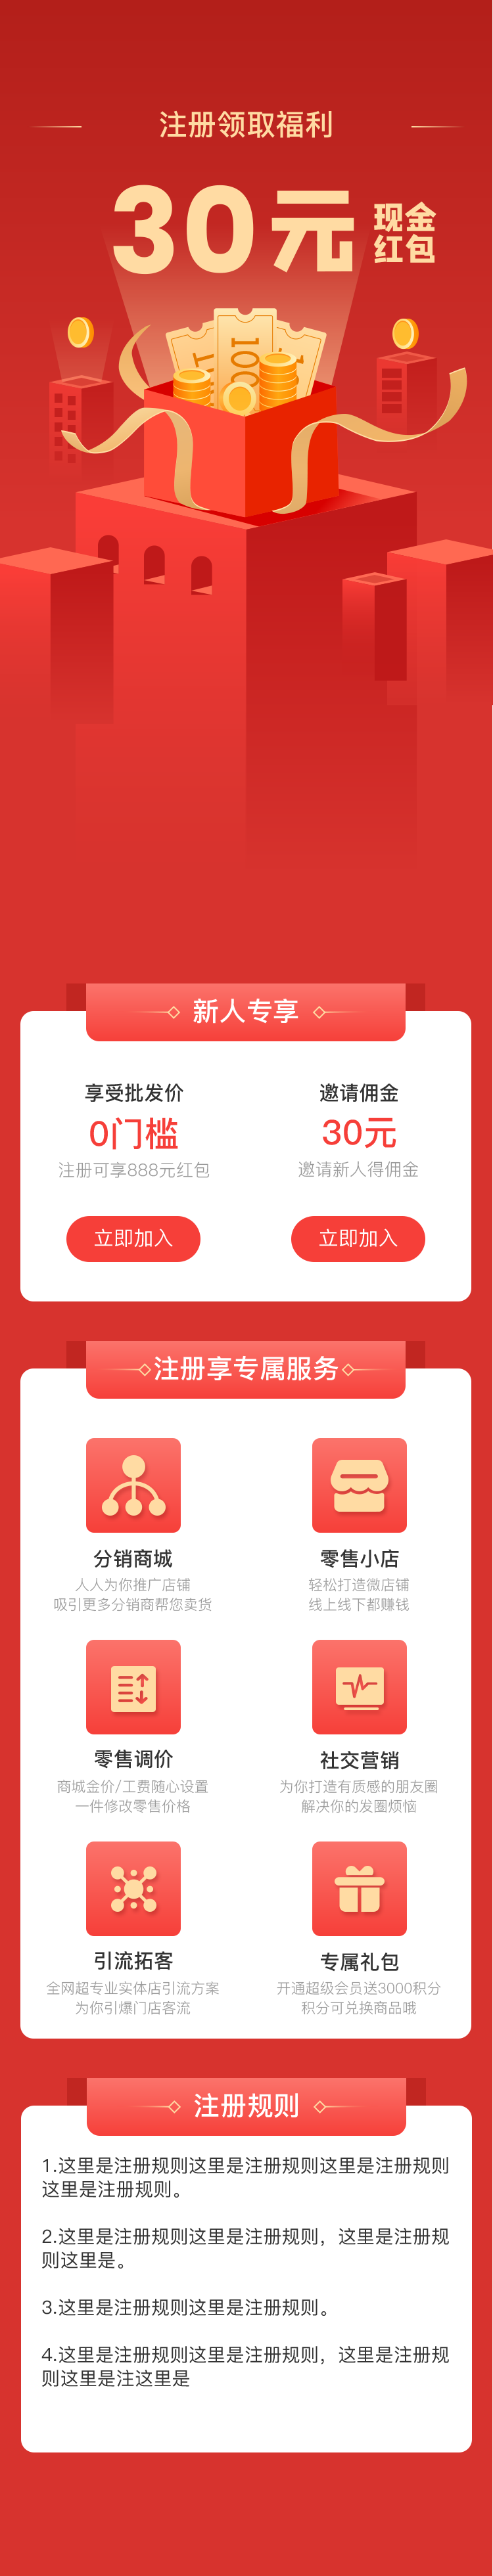 注册领取福利
30元 现金
红包
100
新人专享
享受批发价
0门槛
注册可享888元红包
立即加入
邀请佣金
30元
邀请新人得佣金
立即加入
注册享专属服务
分销商城
人人为你推广店铺
吸引更多分销商帮您卖货
零售小店
轻松打造微店铺
线上线下都赚钱
零售调价
商城金价/工费随心设置
一件修改零售价格
社交营销
为你打造有质感的朋友圈
解决你的发圈烦恼
引流拓客
全网超专业实体店引流方案
为你引爆门店客流
专属礼包
开通超级会员送3000积分
积分可兑换商品哦
注册规则
1.这里是注册规则这里是注册规则这里是注册规则
这里是注册规则。
2.这里是注册规则这里是注册规则，这里是注册规
则这里是。
3.这里是注册规则这里是注册规则。
4.这里是注册规则这里是注册规则，这里是注册规
则这里是注这里是